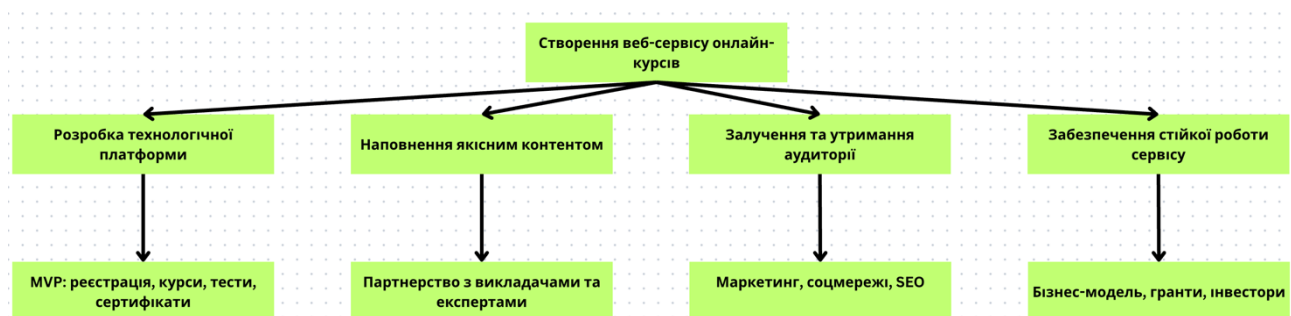 Створення веб-сервісу онлайн-
курсів
Розробка технологічної
платформи
Наповнення якісним контентом
Залучення та утримання
аудиторії
Забезпечення стійкої роботи
сервісу
MVP: реєстрація, курси, тести,
сертифікати
Партнерство з викладачами та
експертами
Маркетинг, соцмережі, SEO
Бізнес-модель, гранти, інвестори